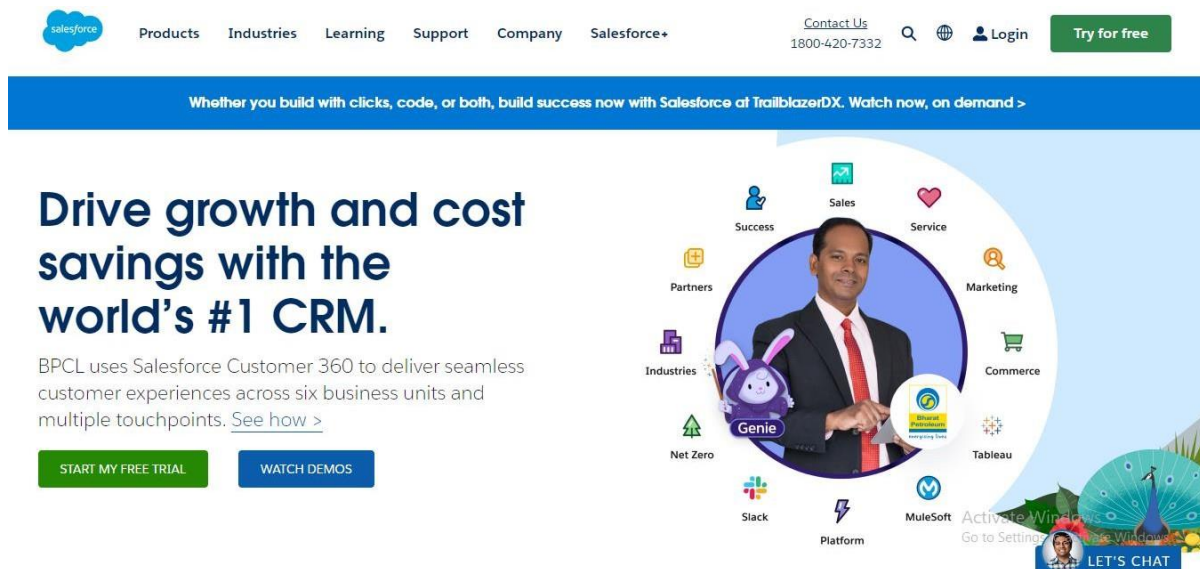 salesforce
Products Industries Learning Support Company Salesforce+
Contact Us
1800-420-7332
Login
Try for free
Whether you build with clicks, code, or both, build success now with Salesforce at TrailblazerDX. Watch now, on demand >
Drive growth and cost
savings with the
world's #1 CRM.
BPCL uses Salesforce Customer 360 to deliver seamless
customer experiences across six business units and
multiple touchpoints. See how >
START MY FREE TRIAL
WATCH DEMOS
Sales
Success
Service
Partners
Marketing
Industries
Commerce
Genie
Bharat
Petroleum
energising lives
Net Zero
Tableau
Slack
MuleSoft
Platform
Activate Windows
Go to Settings Activate Windows.
LET'S CHAT